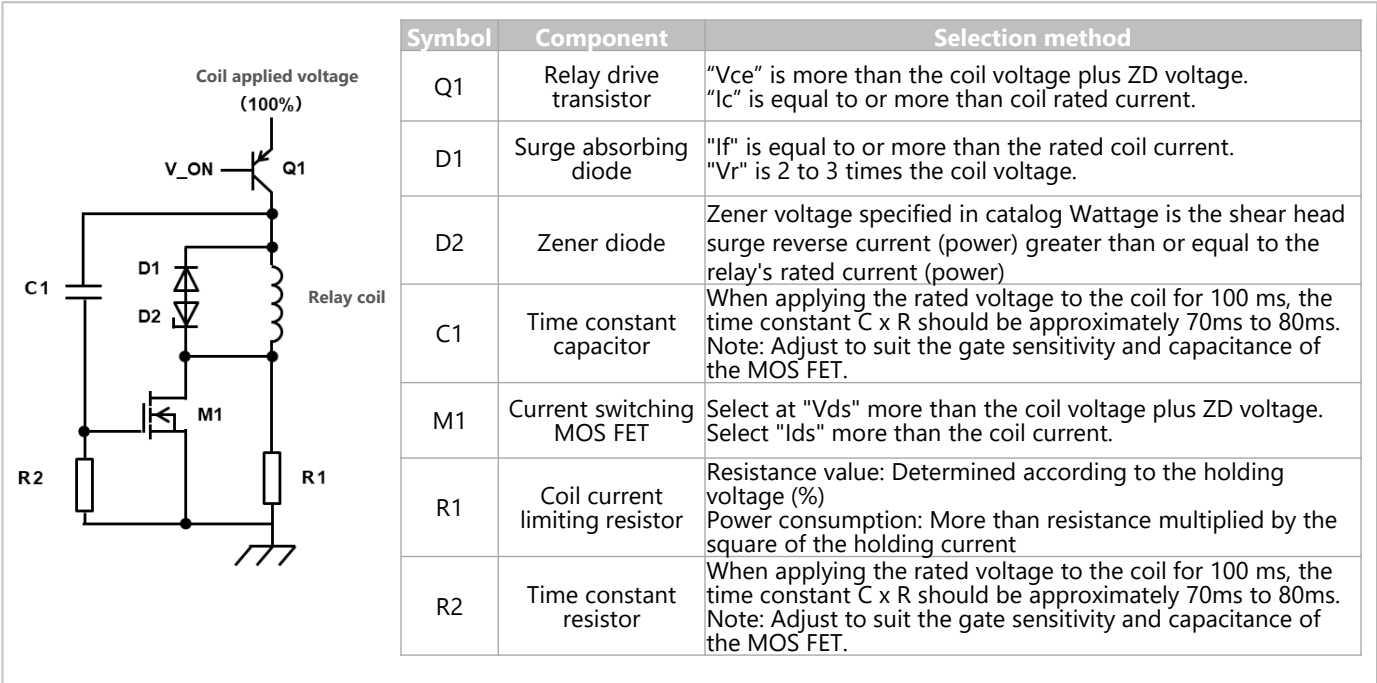 Coil applied voltage
(100%)
V_ON
Q1
C1
D1
D2
Relay coil
M1
R2
R1
Symbol Component Selection method
Q1
Relay drive
transistor
“Vce” is more than the coil voltage plus ZD voltage.
“Ic” is equal to or more than coil rated current.
D1
Surge absorbing
diode
"If" is equal to or more than the rated coil current.
"Vr" is 2 to 3 times the coil voltage.
D2
Zener diode
Zener voltage specified in catalog Wattage is the shear head
surge reverse current (power) greater than or equal to the
relay's rated current (power)
C1
Time constant
capacitor
When applying the rated voltage to the coil for 100 ms, the
time constant C x R should be approximately 70ms to 80ms.
Note: Adjust to suit the gate sensitivity and capacitance of
the MOS FET.
M1
Current switching
MOS FET
Select at "Vds" more than the coil voltage plus ZD voltage.
Select "Ids" more than the coil current.
R1
Coil current
limiting resistor
Resistance value: Determined according to the holding
voltage (%)
Power consumption: More than resistance multiplied by the
square of the holding current
R2
Time constant
resistor
When applying the rated voltage to the coil for 100 ms, the
time constant C x R should be approximately 70ms to 80ms.
Note: Adjust to suit the gate sensitivity and capacitance of
the MOS FET.